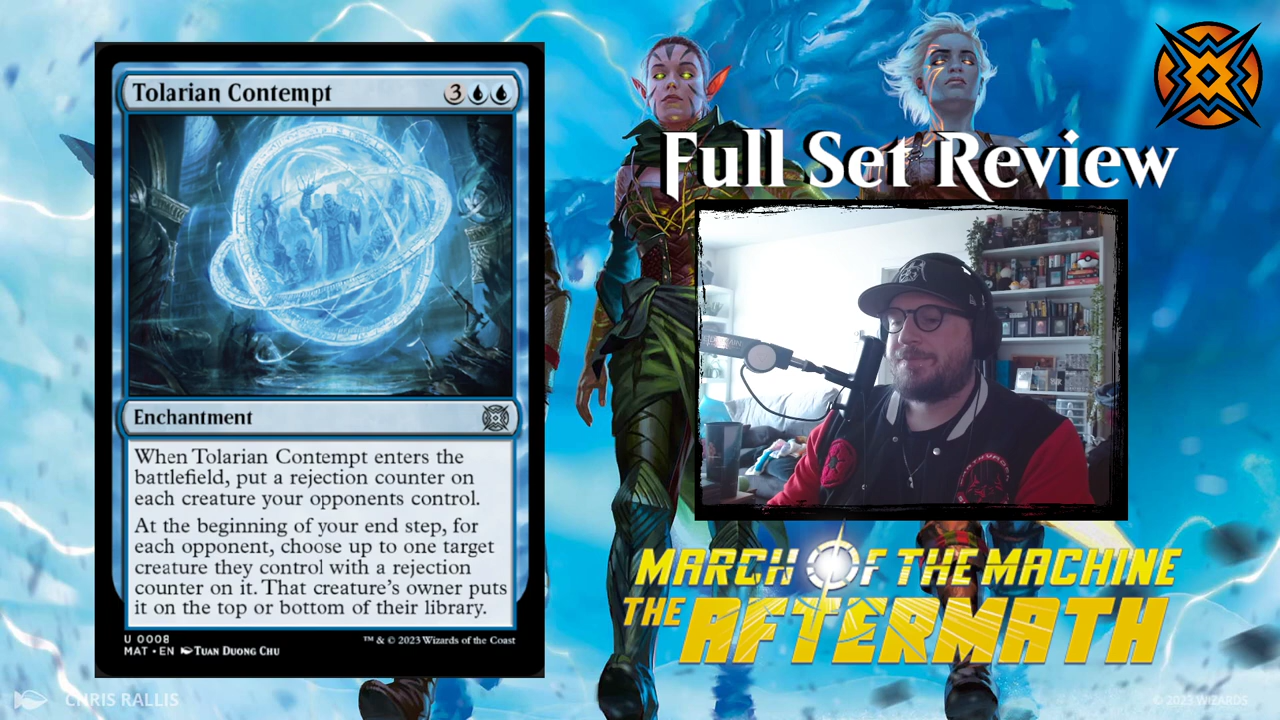 Tolarian Contempt
3
Enchantment
When Tolarian Contempt enters the
battlefield, put a rejection counter on
each creature your opponents control.
At the beginning of your end step, for
each opponent, choose up to one target
creature they control with a rejection
counter on it. That creature's owner puts
it on the top or bottom of their library.
U 0008
MAT • EN TUAN DUONG CHU
™ & © 2023 Wizards of the Coast
Full Set Review
MARCH OF THE MACHINE
THE AFTERMATH
CHRIS RALLIS
© 2023 WIZARDS